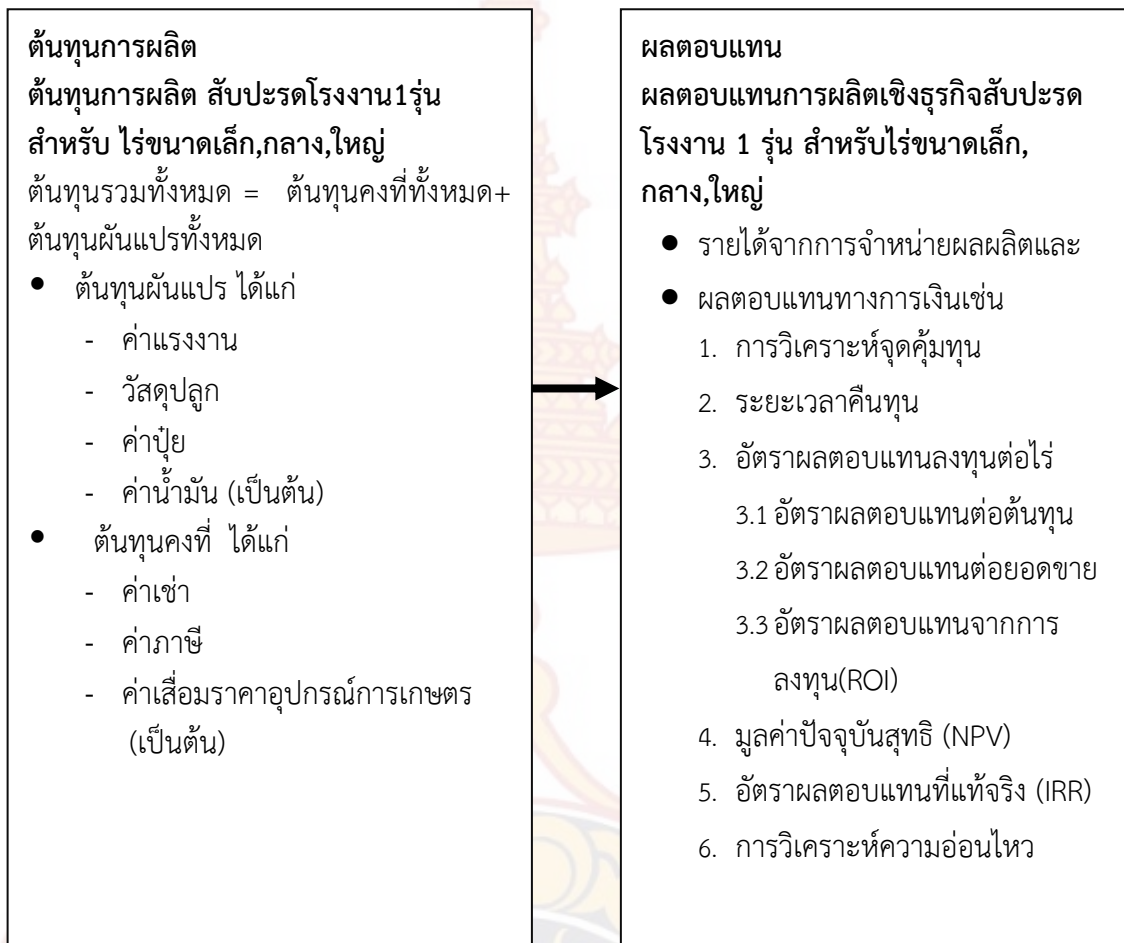 ต้นทุนการผลิต
ต้นทุนการผลิต สับปะรดโรงงาน1รุ่น
สำหรับ ไร่ขนาดเล็ก,กลาง,ใหญ่
ต้นทุนรวมทั้งหมด = ต้นทุนคงที่ทั้งหมด+
ต้นทุนผันแปรทั้งหมด
● ต้นทุนผันแปร ได้แก่
- ค่าแรงงาน
- วัสดุปลูก
- ค่าปุ๋ย
- ค่าน้ำมัน (เป็นต้น)
● ต้นทุนคงที่ ได้แก่
- ค่าเช่า
- ค่าภาษี
- ค่าเสื่อมราคาอุปกรณ์การเกษตร
(เป็นต้น)
ผลตอบแทน
ผลตอบแทนการผลิตเชิงธุรกิจสับปะรด
โรงงาน 1 รุ่น สำหรับไร่ขนาดเล็ก,
กลาง,ใหญ่
● รายได้จากการจำหน่ายผลผลิตและ
● ผลตอบแทนทางการเงินเช่น
1. การวิเคราะห์จุดคุ้มทุน
2. ระยะเวลาคืนทุน
3. อัตราผลตอบแทนลงทุนต่อไร่
3.1 อัตราผลตอบแทนต่อต้นทุน
3.2 อัตราผลตอบแทนต่อยอดขาย
3.3 อัตราผลตอบแทนจากการ
ลงทุน(ROI)
4. มูลค่าปัจจุบันสุทธิ (NPV)
5. อัตราผลตอบแทนที่แท้จริง (IRR)
6. การวิเคราะห์ความอ่อนไหว